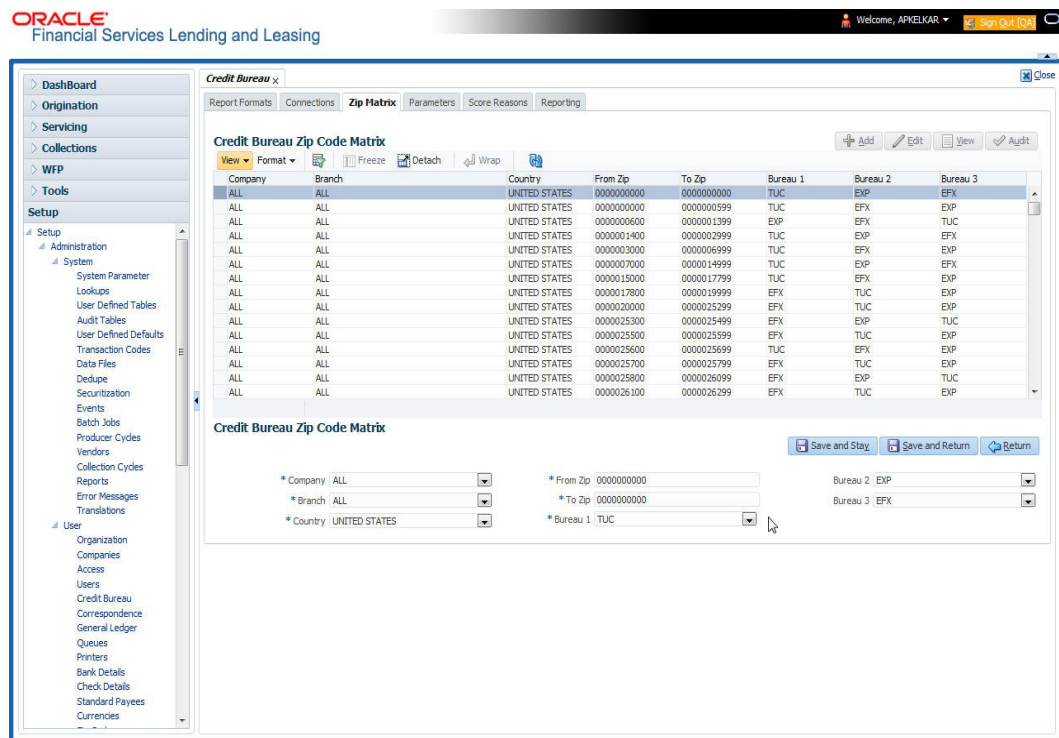 ORACLE
Financial Services Lending and Leasing
Welcome, APKELKAR
Sign Out [QA]
DashBoard
Origination
Servicing
Collections
WFP
Tools
Setup
Setup
Administration
System
System Parameter
Lookups
User Defined Tables
Audit Tables
User Defined Defaults
Transaction Codes
Data Files
Dedupe
Securitization
Events
Batch Jobs
Producer Cycles
Vendors
Collection Cycles
Reports
Error Messages
Translations
User
Organization
Companies
Access
Users
Credit Bureau
Correspondence
General Ledger
Queues
Printers
Bank Details
Check Details
Standard Payees
Currencies
Credit Bureau x
Close
Report Formats Connections Zip Matrix Parameters Score Reasons Reporting
Credit Bureau Zip Code Matrix
Add Edit View Audit
View Format Freeze Detach Wrap
Company Branch Country From Zip To Zip Bureau 1 Bureau 2 Bureau 3
ALL ALL UNITED STATES 0000000000 0000000000 TUC EXP EFX
ALL ALL UNITED STATES 0000000000 0000000599 TUC EFX EXP
ALL ALL UNITED STATES 0000000600 0000001399 EXP EFX TUC
ALL ALL UNITED STATES 0000001400 0000002999 TUC EXP EFX
ALL ALL UNITED STATES 0000003000 0000006999 TUC EFX EXP
ALL ALL UNITED STATES 0000007000 0000014999 TUC EXP EFX
ALL ALL UNITED STATES 0000015000 0000017799 TUC EFX EXP
ALL ALL UNITED STATES 0000017800 0000019999 EFX TUC EXP
ALL ALL UNITED STATES 0000020000 0000025299 EFX TUC EXP
ALL ALL UNITED STATES 0000025300 0000025499 EFX EXP TUC
ALL ALL UNITED STATES 0000025500 0000025599 EFX TUC EXP
ALL ALL UNITED STATES 0000025600 0000025699 TUC EFX EXP
ALL ALL UNITED STATES 0000025700 0000025799 EFX TUC EXP
ALL ALL UNITED STATES 0000025800 0000026099 EFX EXP TUC
ALL ALL UNITED STATES 0000026100 0000026299 EFX TUC EXP
Credit Bureau Zip Code Matrix
Save and Stay Save and Return Return
* Company ALL * From Zip 0000000000 Bureau 2 EXP
* Branch ALL * To Zip 0000000000 Bureau 3 EFX
* Country UNITED STATES * Bureau 1 TUC